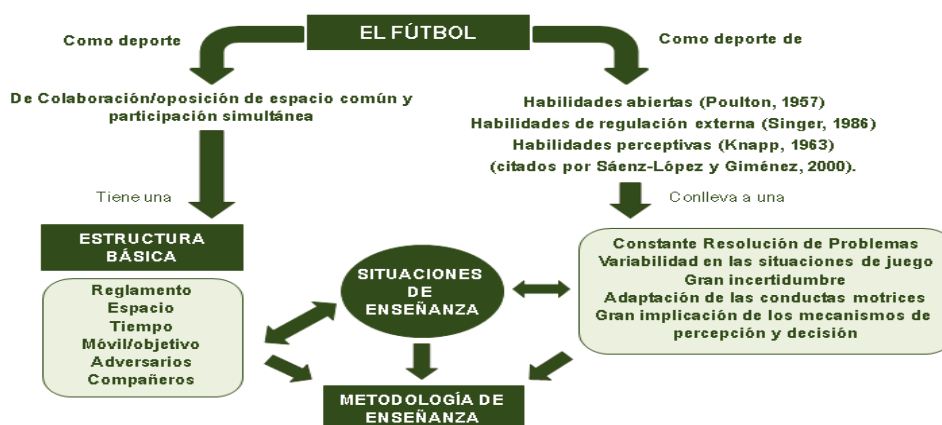 EL FÚTBOL
Como deporte
Como deporte de
De Colaboración/oposición de espacio común y
participación simultánea
Habilidades abiertas (Poulton, 1957)
Habilidades de regulación externa (Singer, 1986)
Habilidades perceptivas (Knapp, 1963)
(citados por Sáenz-López y Giménez, 2000).
Tiene una
Conlleva a una
ESTRUCTURA
BÁSICA
Reglamento
Espacio
Tiempo
Móvil/objetivo
Adversarios
Compañeros
SITUACIONES
DE
ENSEÑANZA
Constante Resolución de Problemas
Variabilidad en las situaciones de juego
Gran incertidumbre
Adaptación de las conductas motrices
Gran implicación de los mecanismos de
percepción y decisión
METODOLOGÍA DE
ENSEÑANZA